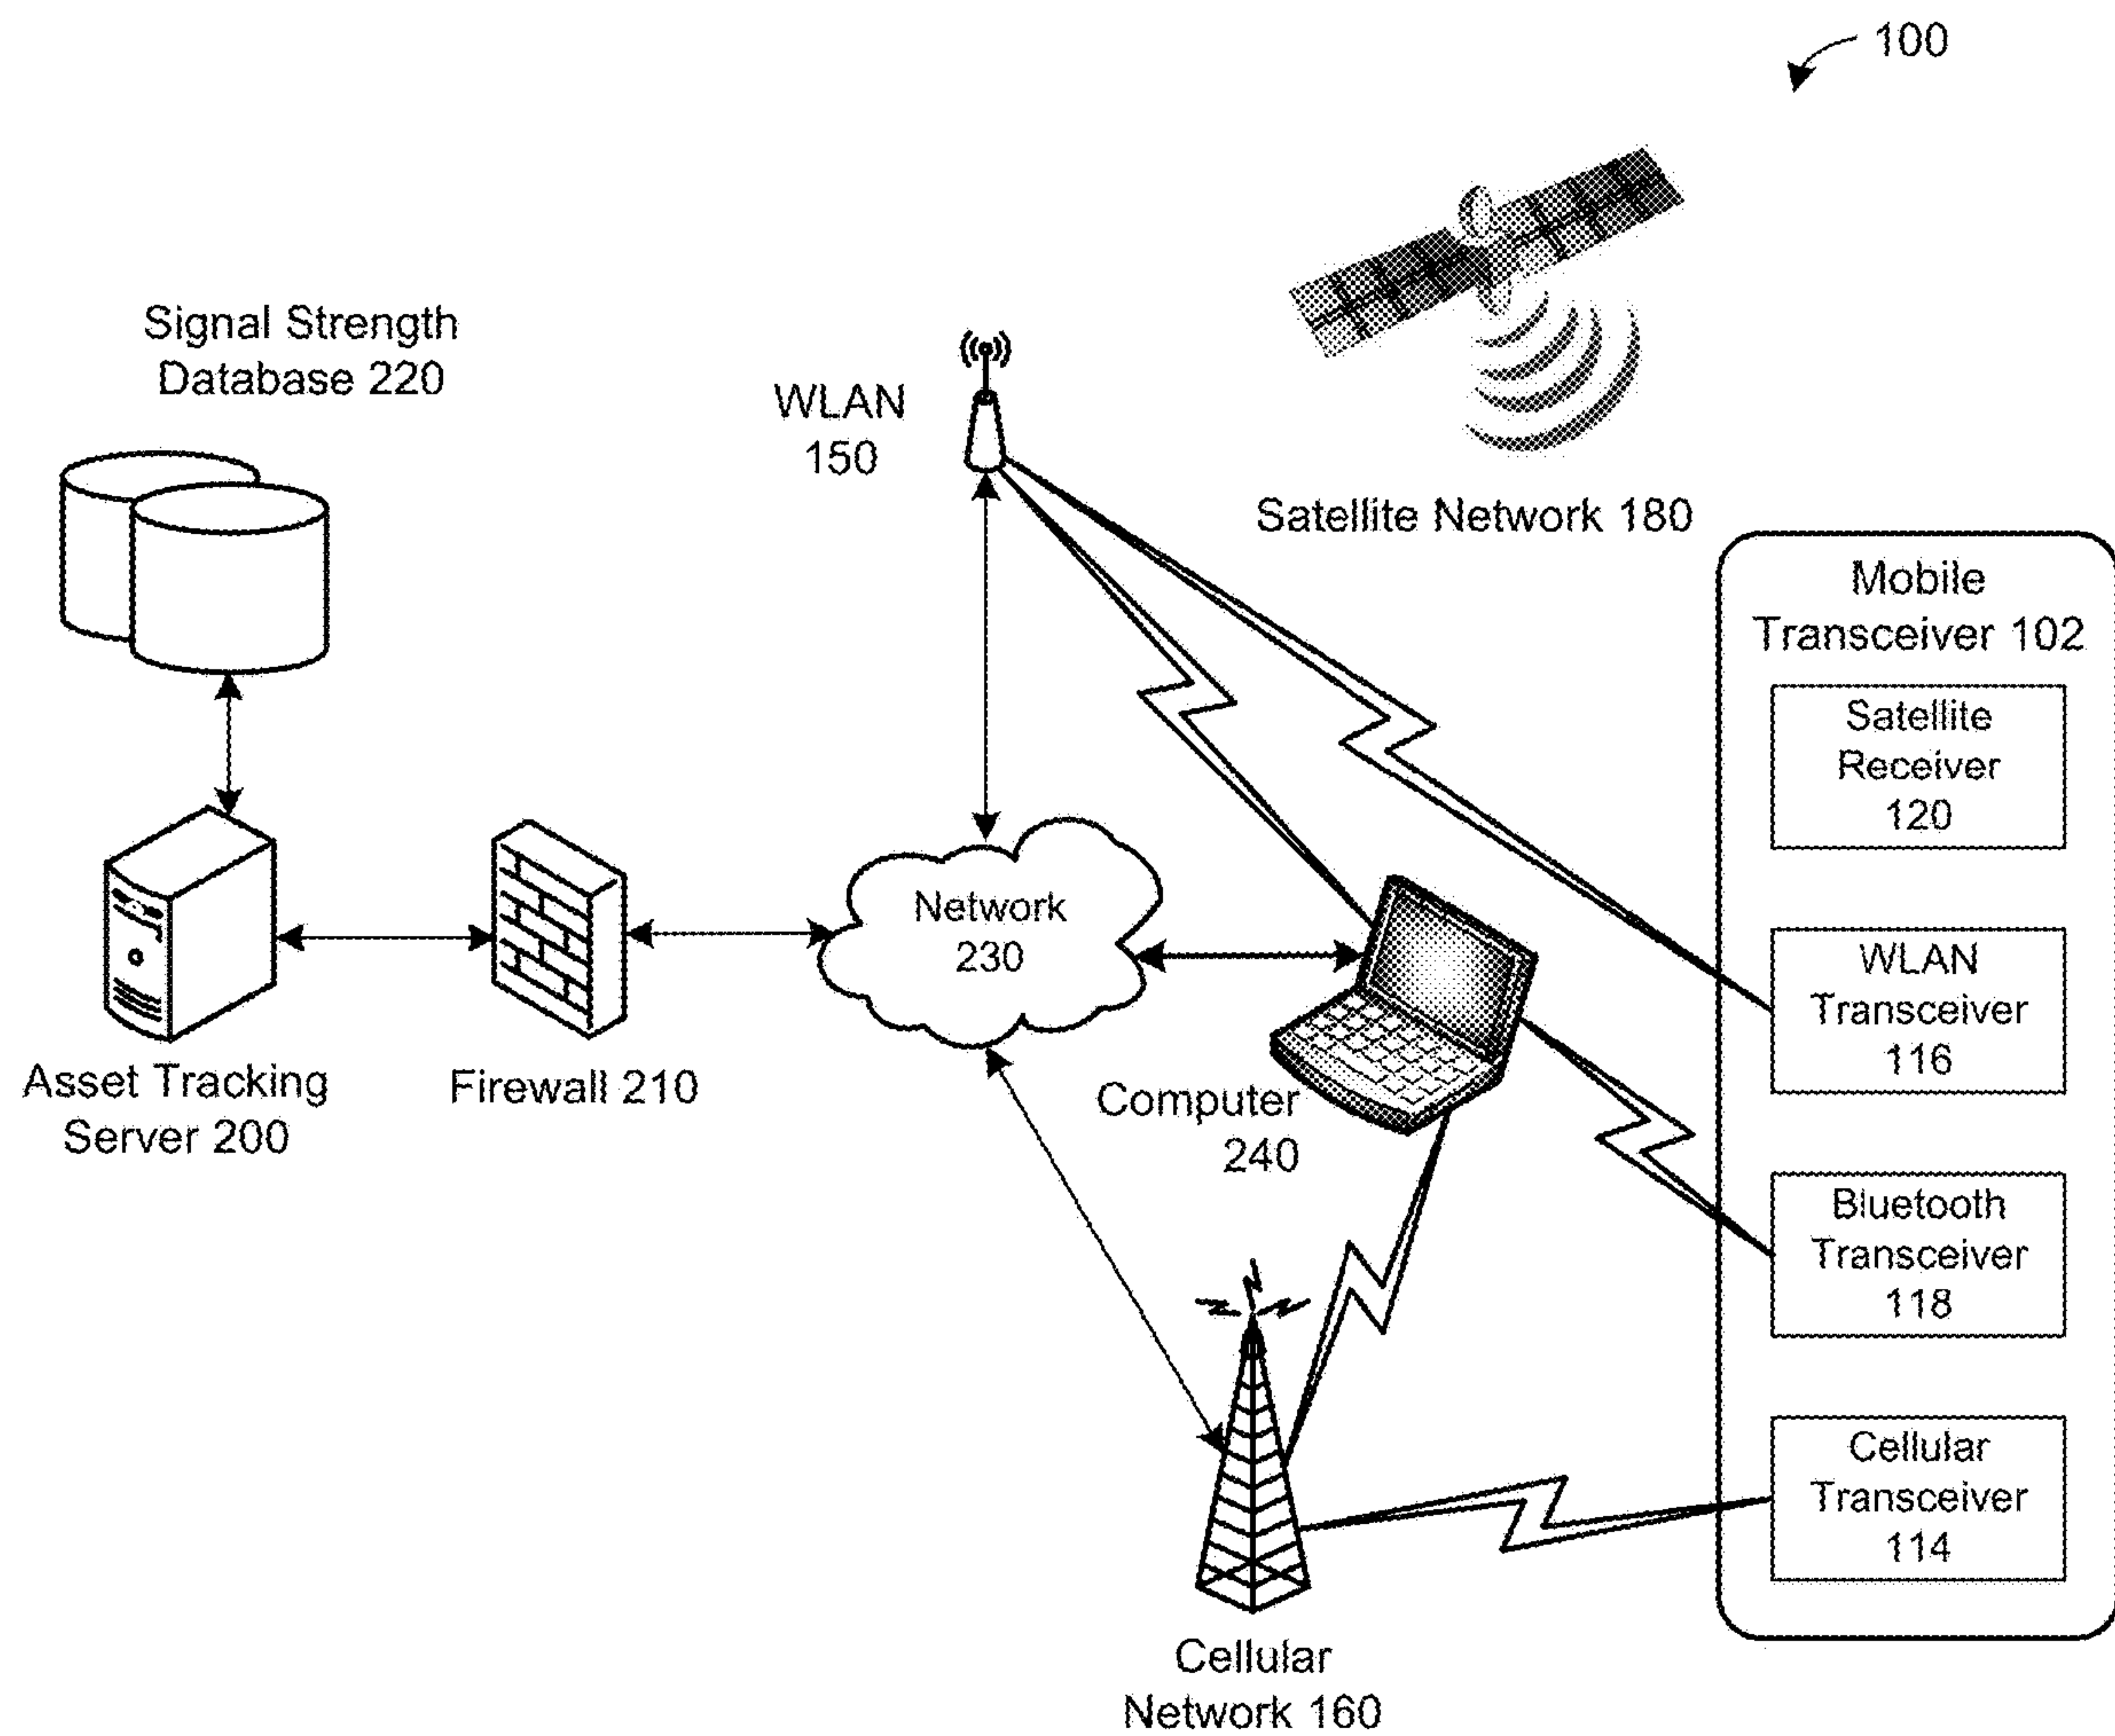 100
Signal Strength
Database 220
WLAN
150
Satellite Network 180
Mobile
Transceiver 102
Satellite
Receiver
120
Network
230
WLAN
Transceiver
116
Asset Tracking
Server 200
Firewall 210
Computer
240
Bluetooth
Transceiver
118
Cellular
Transceiver
114
Cellular
Network 160